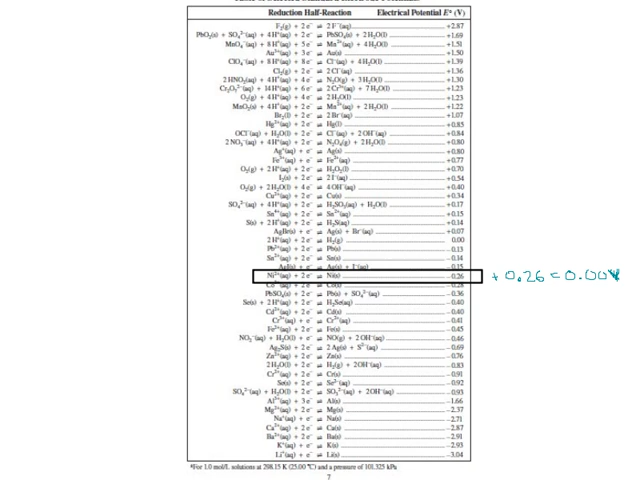 Reduction Half-Reaction Electrical Potential E° (V)
F₂(g) + 2 e⁻ ⇌ 2 F⁻(aq) +2.87
PbO₂(s) + SO₄²⁻(aq) + 4 H⁺(aq) + 2 e⁻ ⇌ PbSO₄(s) + 2 H₂O(l) +1.69
MnO₄⁻(aq) + 8 H⁺(aq) + 5 e⁻ ⇌ Mn²⁺(aq) + 4 H₂O(l) +1.51
Au³⁺(aq) + 3 e⁻ ⇌ Au(s) +1.50
ClO₄⁻(aq) + 8 H⁺(aq) + 8 e⁻ ⇌ Cl⁻(aq) + 4 H₂O(l) +1.39
Cl₂(g) + 2 e⁻ ⇌ 2 Cl⁻(aq) +1.36
2 HNO₂(aq) + 4 H⁺(aq) + 4 e⁻ ⇌ N₂O(g) + 3 H₂O(l) +1.30
Cr₂O₇²⁻(aq) + 14 H⁺(aq) + 6 e⁻ ⇌ 2 Cr³⁺(aq) + 7 H₂O(l) +1.23
O₂(g) + 4 H⁺(aq) + 4 e⁻ ⇌ 2 H₂O(l) +1.23
MnO₂(s) + 4 H⁺(aq) + 2 e⁻ ⇌ Mn²⁺(aq) + 2 H₂O(l) +1.22
Br₂(l) + 2 e⁻ ⇌ 2 Br⁻(aq) +1.07
Hg²⁺(aq) + 2 e⁻ ⇌ Hg(l) +0.85
OCl⁻(aq) + H₂O(l) + 2 e⁻ ⇌ Cl⁻(aq) + 2 OH⁻(aq) +0.84
2 NO₃⁻(aq) + 4 H⁺(aq) + 2 e⁻ ⇌ N₂O₄(g) + 2 H₂O(l) +0.80
Ag⁺(aq) + e⁻ ⇌ Ag(s) +0.80
Fe³⁺(aq) + e⁻ ⇌ Fe²⁺(aq) +0.77
O₂(g) + 2 H⁺(aq) + 2 e⁻ ⇌ H₂O₂(l) +0.70
I₂(s) + 2 e⁻ ⇌ 2 I⁻(aq) +0.54
O₂(g) + 2 H₂O(l) + 4 e⁻ ⇌ 4 OH⁻(aq) +0.40
Cu²⁺(aq) + 2 e⁻ ⇌ Cu(s) +0.34
SO₄²⁻(aq) + 4 H⁺(aq) + 2 e⁻ ⇌ H₂SO₃(aq) + H₂O(l) +0.17
Sn⁴⁺(aq) + 2 e⁻ ⇌ Sn²⁺(aq) +0.15
S(s) + 2 H⁺(aq) + 2 e⁻ ⇌ H₂S(aq) +0.14
AgBr(s) + e⁻ ⇌ Ag(s) + Br⁻(aq) +0.07
2 H⁺(aq) + 2 e⁻ ⇌ H₂(g) 0.00
Pb²⁺(aq) + 2 e⁻ ⇌ Pb(s) −0.13
Sn²⁺(aq) + 2 e⁻ ⇌ Sn(s) −0.14
AgI(s) + e⁻ ⇌ Ag(s) + I⁻(aq) −0.15
Ni²⁺(aq) + 2 e⁻ ⇌ Ni(s) −0.26 + 0.26 = 0.00V
Co²⁺(aq) + 2 e⁻ ⇌ Co(s) −0.28
PbSO₄(s) + 2 e⁻ ⇌ Pb(s) + SO₄²⁻(aq) −0.36
Se(s) + 2 H⁺(aq) + 2 e⁻ ⇌ H₂Se(aq) −0.40
Cd²⁺(aq) + 2 e⁻ ⇌ Cd(s) −0.40
Cr³⁺(aq) + e⁻ ⇌ Cr²⁺(aq) −0.41
Fe²⁺(aq) + 2 e⁻ ⇌ Fe(s) −0.45
NO₂⁻(aq) + H₂O(l) + e⁻ ⇌ NO(g) + 2 OH⁻(aq) −0.46
Ag₂S(s) + 2 e⁻ ⇌ 2 Ag(s) + S²⁻(aq) −0.69
Zn²⁺(aq) + 2 e⁻ ⇌ Zn(s) −0.76
2 H₂O(l) + 2 e⁻ ⇌ H₂(g) + 2 OH⁻(aq) −0.83
Cr²⁺(aq) + 2 e⁻ ⇌ Cr(s) −0.91
Se(s) + 2 e⁻ ⇌ Se²⁻(aq) −0.92
SO₄²⁻(aq) + H₂O(l) + 2 e⁻ ⇌ SO₃²⁻(aq) + 2 OH⁻(aq) −0.93
Al³⁺(aq) + 3 e⁻ ⇌ Al(s) −1.66
Mg²⁺(aq) + 2 e⁻ ⇌ Mg(s) −2.37
Na⁺(aq) + e⁻ ⇌ Na(s) −2.71
Ca²⁺(aq) + 2 e⁻ ⇌ Ca(s) −2.87
Ba²⁺(aq) + 2 e⁻ ⇌ Ba(s) −2.91
K⁺(aq) + e⁻ ⇌ K(s) −2.93
Li⁺(aq) + e⁻ ⇌ Li(s) −3.04
*For 1.0 mol/L solutions at 298.15 K (25.00 °C) and a pressure of 101.325 kPa
7